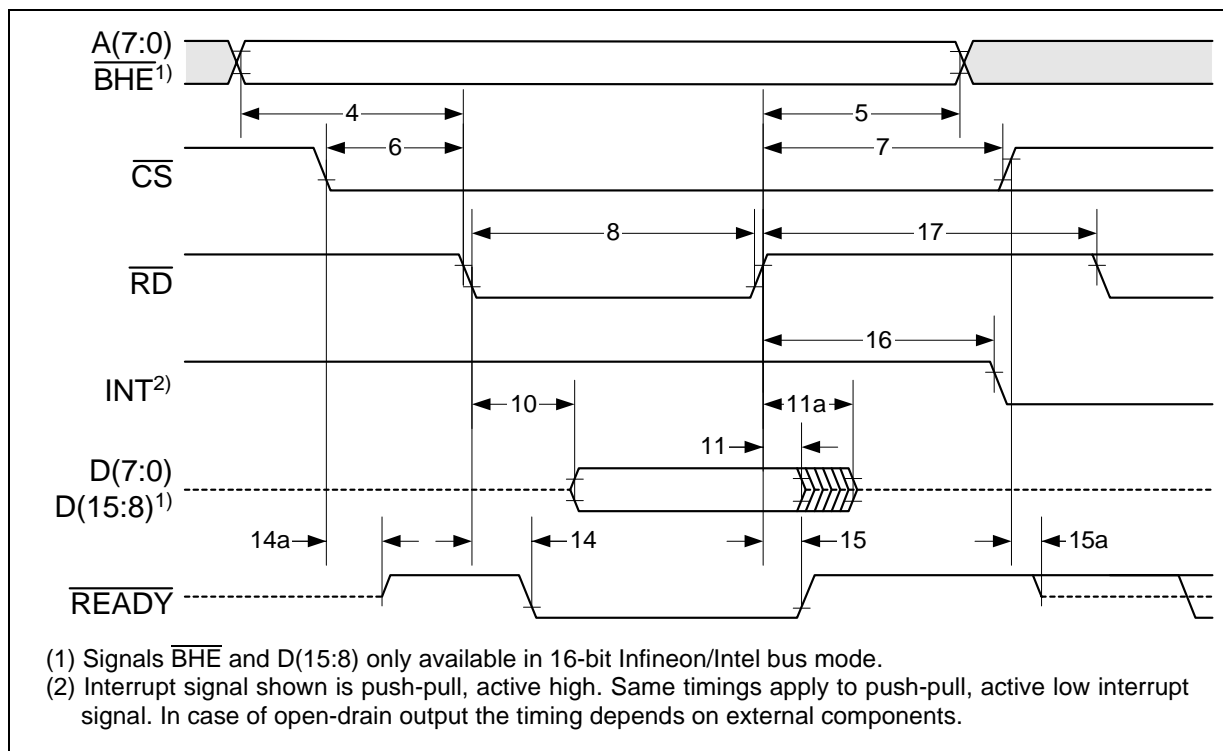 A(7:0)
BHE1)
4
5
6
7
CS
8
17
RD
16
INT2)
10
11a
11
D(7:0)
D(15:8)1)
14a
14
15
15a
READY
(1) Signals BHE and D(15:8) only available in 16-bit Infineon/Intel bus mode.
(2) Interrupt signal shown is push-pull, active high. Same timings apply to push-pull, active low interrupt
signal. In case of open-drain output the timing depends on external components.